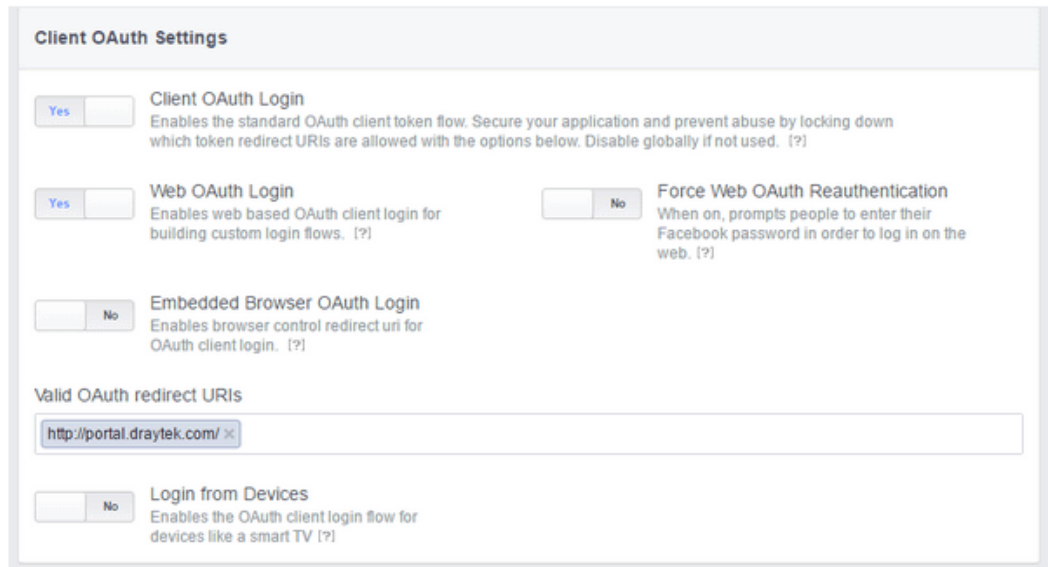 Client OAuth Settings
Yes
Client OAuth Login
Enables the standard OAuth client token flow. Secure your application and prevent abuse by locking down
which token redirect URIs are allowed with the options below. Disable globally if not used. [?]
Yes
Web OAuth Login
Enables web based OAuth client login for
building custom login flows. [?]
No
Force Web OAuth Reauthentication
When on, prompts people to enter their
Facebook password in order to log in on the
web. [?]
No
Embedded Browser OAuth Login
Enables browser control redirect uri for
OAuth client login. [?]
Valid OAuth redirect URIs
http://portal.draytek.com/ ×
No
Login from Devices
Enables the OAuth client login flow for
devices like a smart TV [?]